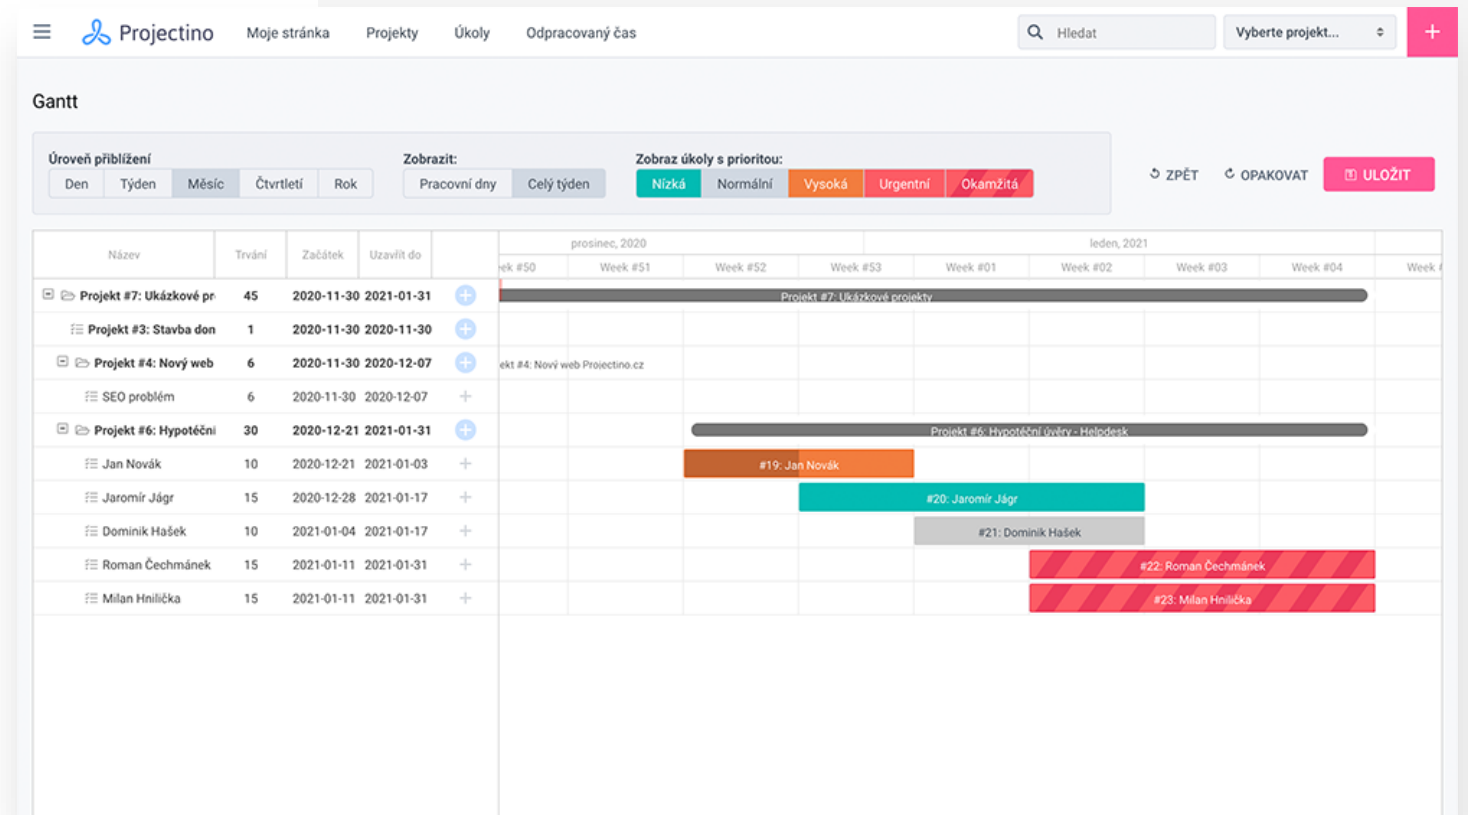 Projectino Moje stránka Projekty Úkoly Odpracovaný čas Hledat Vyberte projekt... +
Gantt
Úroveň přiblížení Zobrazit: Zobraz úkoly s prioritou:
Den Týden Měsíc Čtvrtletí Rok Pracovní dny Celý týden Nízká Normální Vysoká Urgentní Okamžitá ZPĚT OPAKOVAT ULOŽIT
prosinec, 2020 leden, 2021
Název Trvání Začátek Uzavřít do
#50 Week #51 Week #52 Week #53 Week #01 Week #02 Week #03 Week #04 Week
Projekt #7: Ukázkové pr 45 2020-11-30 2021-01-31 Projekt #7: Ukázkové projekty
Projekt #3: Stavba don 1 2020-11-30 2020-11-30
Projekt #4: Nový web 6 2020-11-30 2020-12-07 ekt #4: Nový web Projectino.cz
SEO problém 6 2020-11-30 2020-12-07
Projekt #6: Hypotéční 30 2020-12-21 2021-01-31 Projekt #6: Hypotéční úvěry - Helpdesk
Jan Novák 10 2020-12-21 2021-01-03 #19: Jan Novák
Jaromír Jágr 15 2020-12-28 2021-01-17 #20: Jaromír Jágr
Dominik Hašek 10 2021-01-04 2021-01-17 #21: Dominik Hašek
Roman Čechmánek 15 2021-01-11 2021-01-31 #22: Roman Čechmánek
Milan Hnilička 15 2021-01-11 2021-01-31 #23: Milan Hnilička